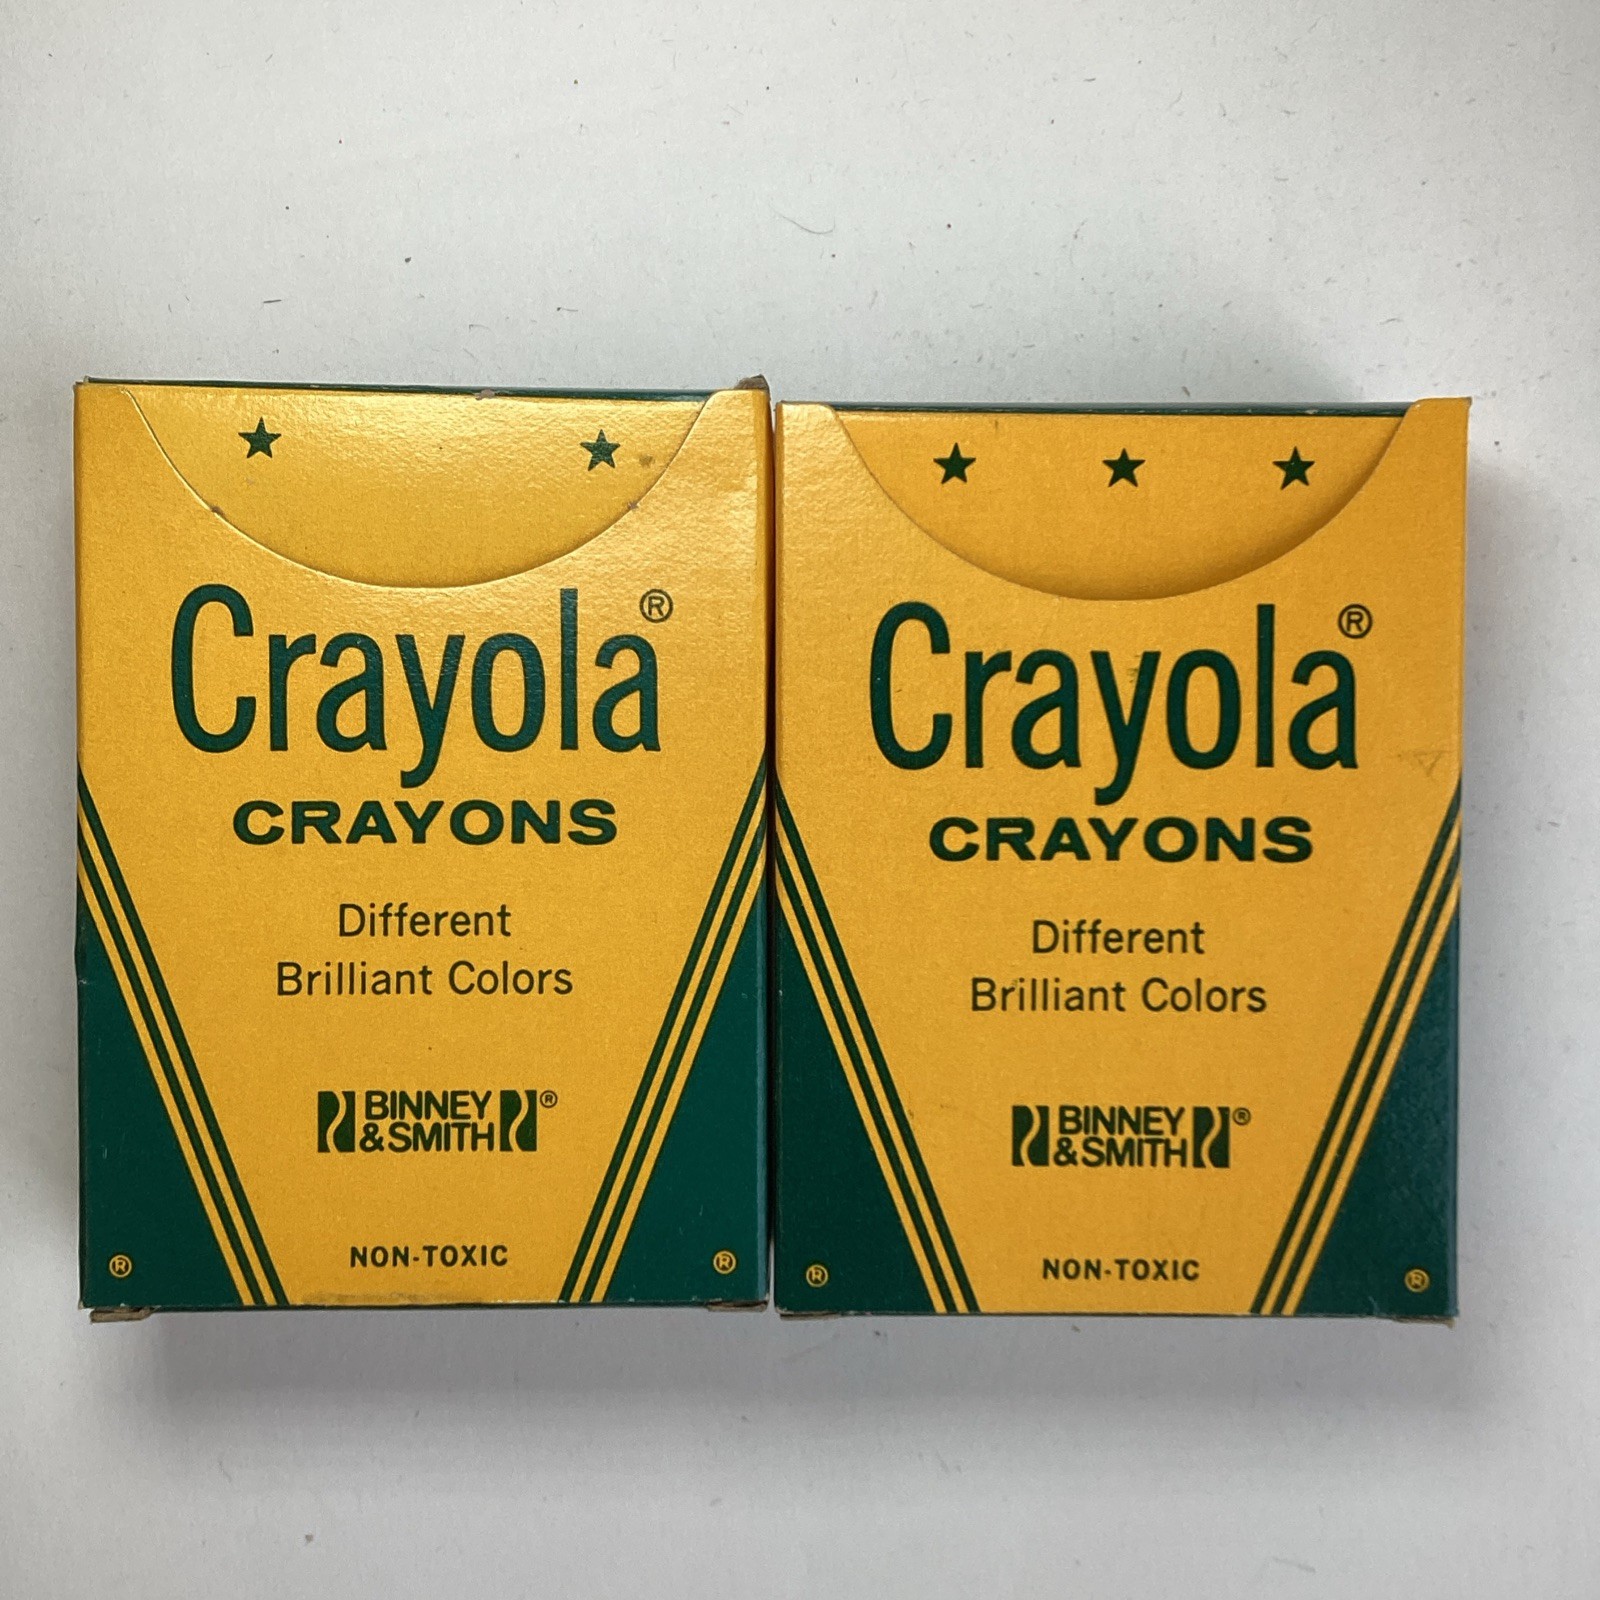 Crayola®
CRAYONS
Different
Brilliant Colors
BINNEY
& SMITH ®
NON-TOXIC
® ®
Crayola®
CRAYONS
Different
Brilliant Colors
BINNEY
& SMITH ®
NON-TOXIC
® ®